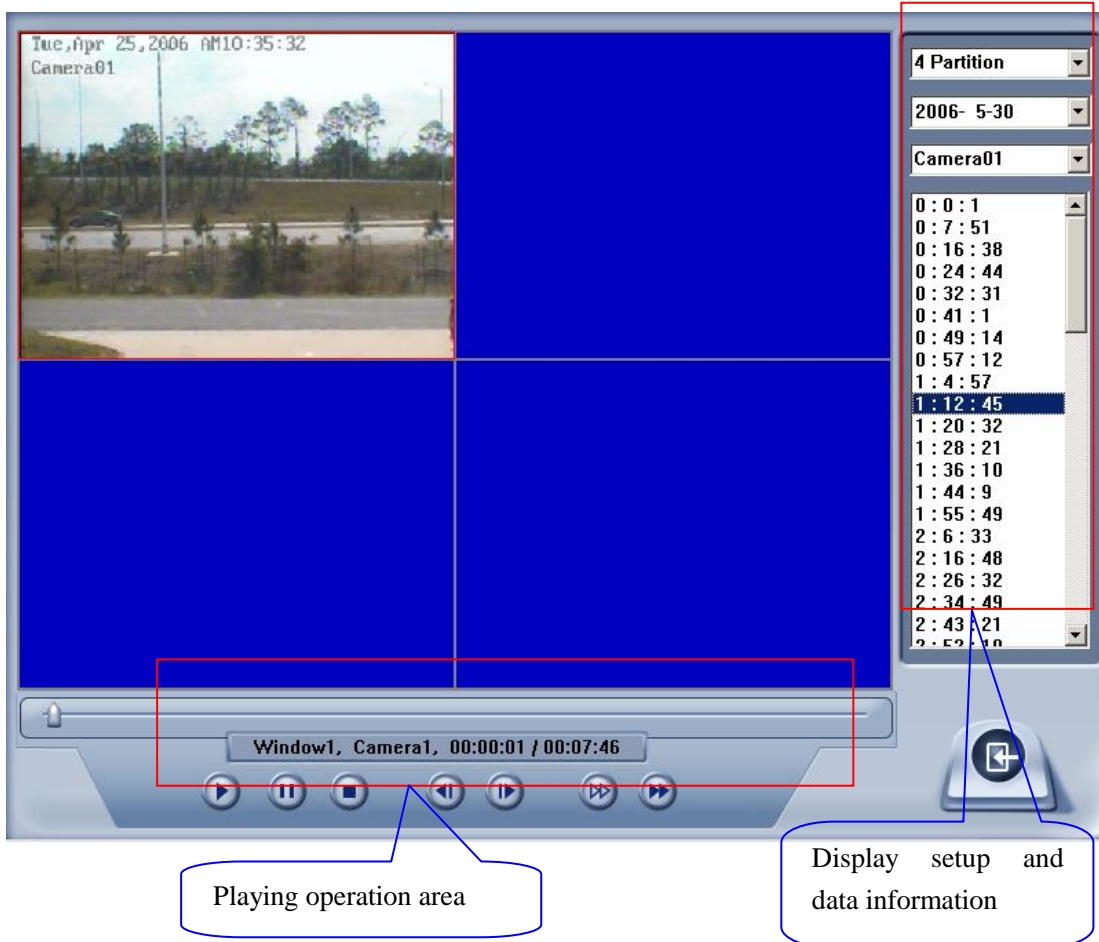 Tue,Apr 25,2006 AM10:35:32
Camera01
4 Partition
2006- 5-30
Camera01
0 : 0 : 1
0 : 7 : 51
0 : 16 : 38
0 : 24 : 44
0 : 32 : 31
0 : 41 : 1
0 : 49 : 14
0 : 57 : 12
1 : 4 : 57
1 : 12 : 45
1 : 20 : 32
1 : 28 : 21
1 : 36 : 10
1 : 44 : 9
1 : 55 : 49
2 : 6 : 33
2 : 16 : 48
2 : 26 : 32
2 : 34 : 49
2 : 43 : 21
Window1, Camera1, 00:00:01 / 00:07:46
Playing operation area
Display setup and
data information